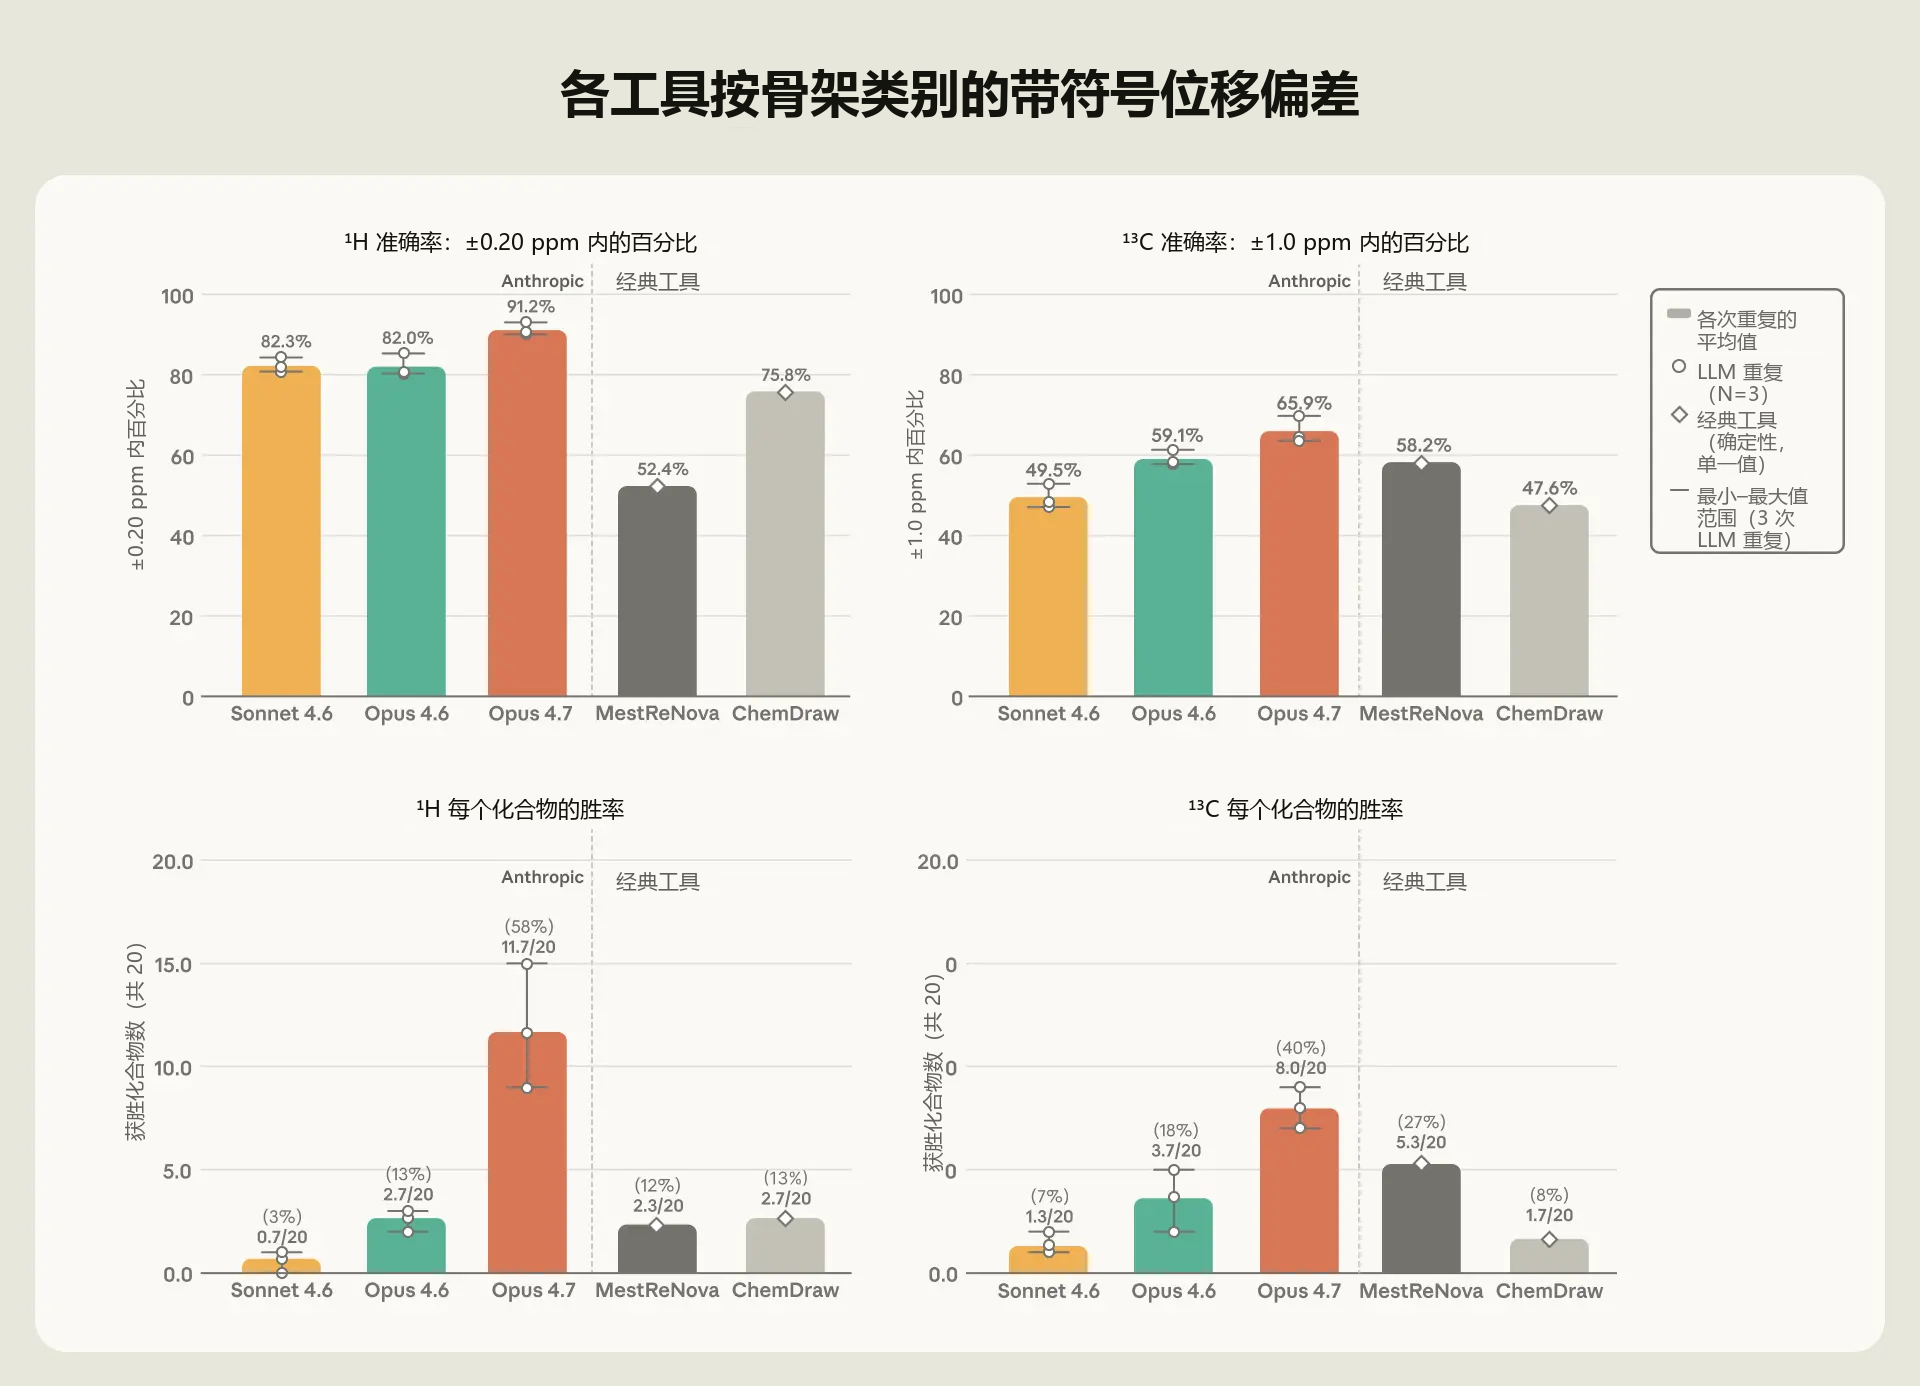 各工具按骨架类别的带符号位移偏差
¹H 准确率：±0.20 ppm 内的百分比
Anthropic
经典工具
±0.20 ppm 内百分比
100
80
60
40
20
0
82.3%
82.0%
91.2%
52.4%
75.8%
Sonnet 4.6
Opus 4.6
Opus 4.7
MestReNova
ChemDraw
¹³C 准确率：±1.0 ppm 内的百分比
Anthropic
经典工具
±1.0 ppm 内百分比
100
80
60
40
20
0
49.5%
59.1%
65.9%
58.2%
47.6%
Sonnet 4.6
Opus 4.6
Opus 4.7
MestReNova
ChemDraw
各次重复的
平均值
LLM 重复
（N=3）
经典工具
（确定性，
单一值）
最小–最大值
范围（3 次
LLM 重复）
¹H 每个化合物的胜率
Anthropic
经典工具
获胜化合物数（共 20）
20.0
15.0
10.0
5.0
0.0
(3%)
0.7/20
(13%)
2.7/20
(58%)
11.7/20
(12%)
2.3/20
(13%)
2.7/20
Sonnet 4.6
Opus 4.6
Opus 4.7
MestReNova
ChemDraw
¹³C 每个化合物的胜率
Anthropic
经典工具
获胜化合物数（共 20）
20.0
0
0
0
0.0
(7%)
1.3/20
(18%)
3.7/20
(40%)
8.0/20
(27%)
5.3/20
(8%)
1.7/20
Sonnet 4.6
Opus 4.6
Opus 4.7
MestReNova
ChemDraw